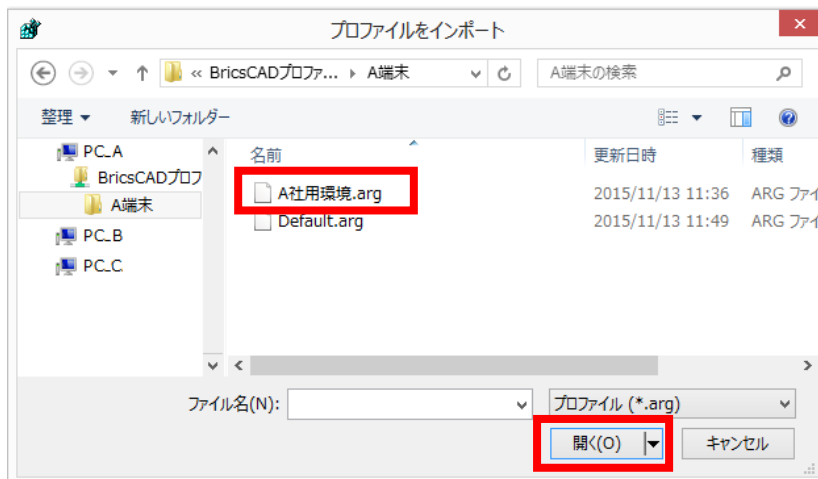 プロファイルをインポート
« BricsCADプロファ... ▸ A端末
A端末の検索
整理 新しいフォルダー
PC_A
BricsCADプロフ
A端末
PC_B
PC_C
名前 更新日時 種類
A社用環境.arg 2015/11/13 11:36 ARG ファイ
Default.arg 2015/11/13 11:49 ARG ファイ
ファイル名(N):
プロファイル (*.arg)
開く(O) キャンセル